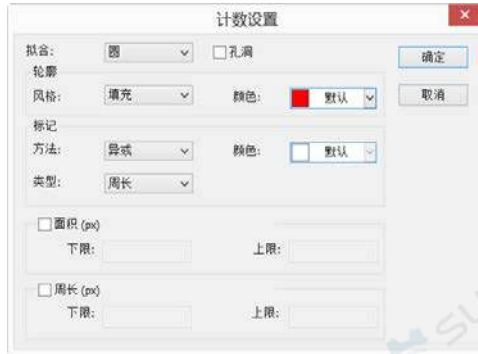 计数设置
拟合: 圆 孔洞
轮廓
风格: 填充 颜色: 默认
标记
方法: 异或 颜色: 默认
类型: 周长
面积 (px)
下限: 上限:
周长 (px)
下限: 上限:
确定
取消